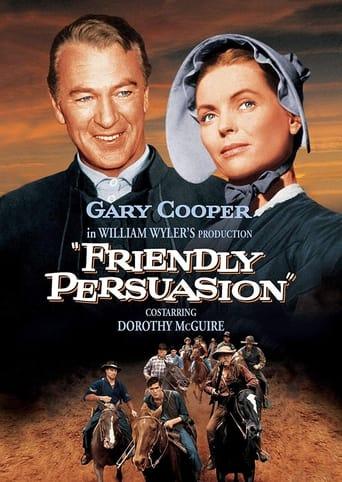 GARY COOPER
in WILLIAM WYLER'S PRODUCTION
"FRIENDLY
PERSUASION"
COSTARRING
DOROTHY McGUIRE